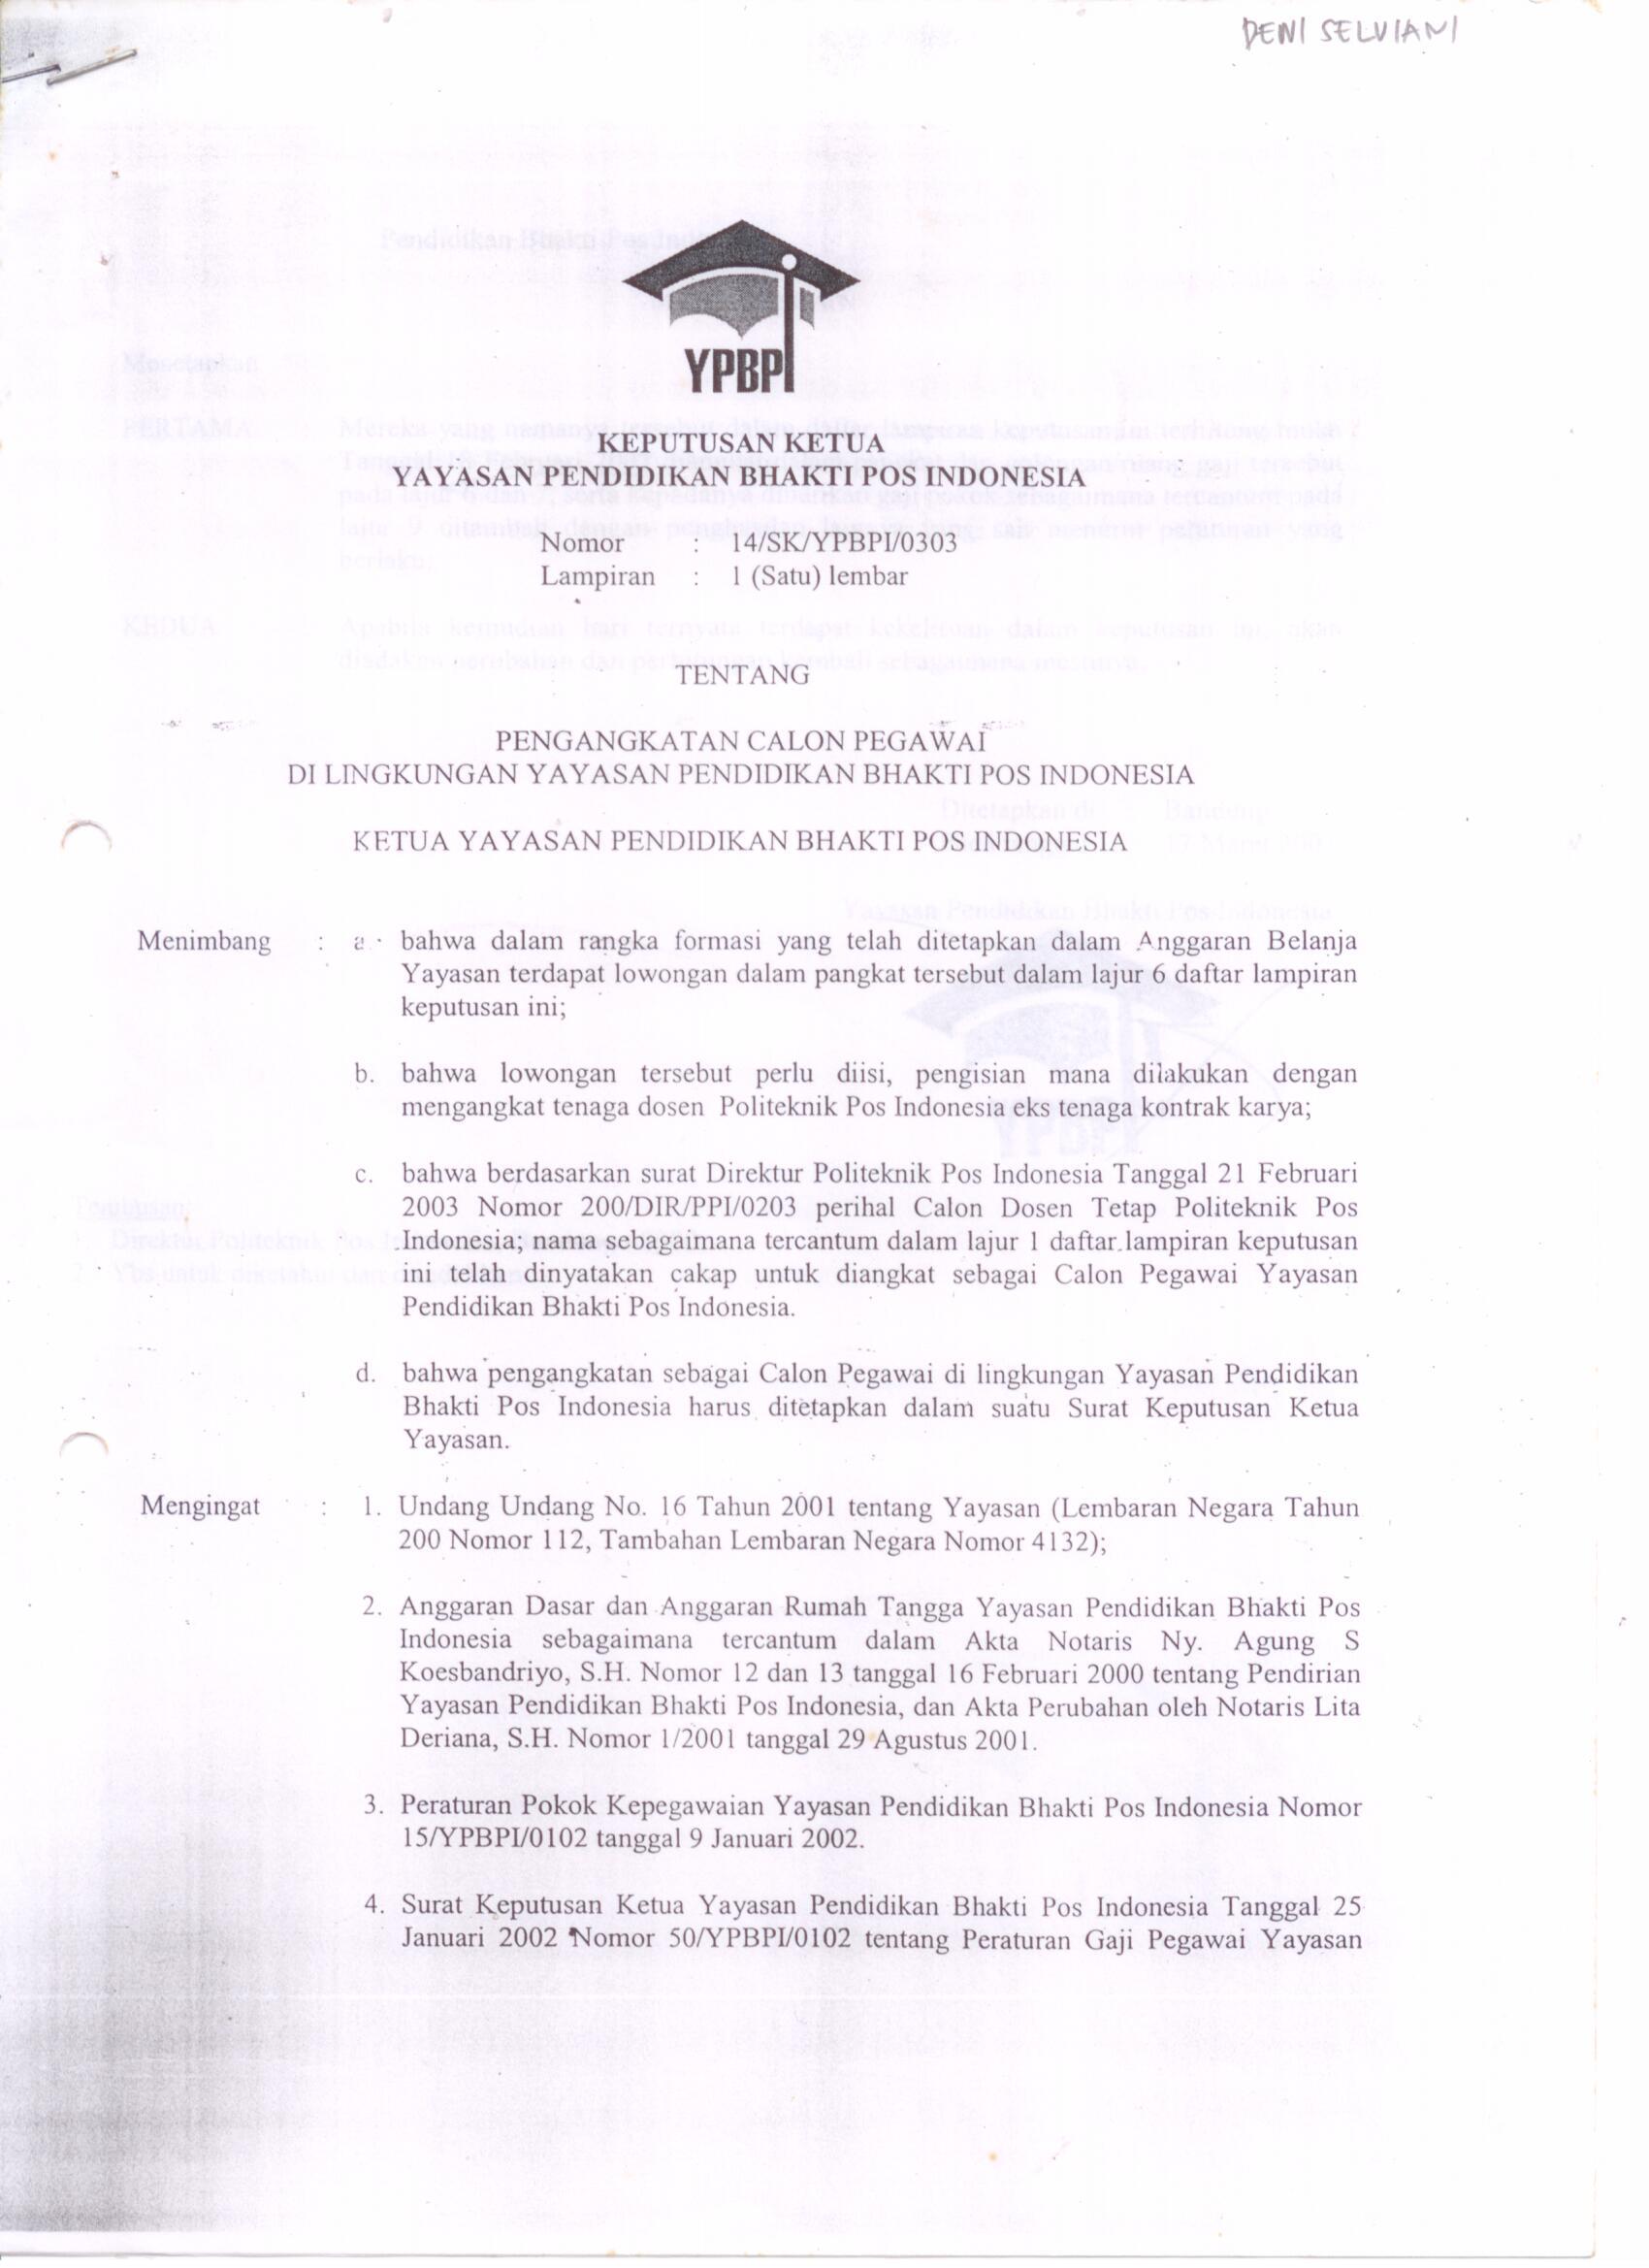 DENI SELVIANI
YPBPI
KEPUTUSAN KETUA
YAYASAN PENDIDIKAN BHAKTI POS INDONESIA
Nomor : 14/SK/YPBPI/0303
Lampiran : 1 (Satu) lembar
TENTANG
PENGANGKATAN CALON PEGAWAI
DI LINGKUNGAN YAYASAN PENDIDIKAN BHAKTI POS INDONESIA
KETUA YAYASAN PENDIDIKAN BHAKTI POS INDONESIA
Menimbang : a. bahwa dalam rangka formasi yang telah ditetapkan dalam Anggaran Belanja
Yayasan terdapat lowongan dalam pangkat tersebut dalam lajur 6 daftar lampiran
keputusan ini;
b. bahwa lowongan tersebut perlu diisi, pengisian mana dilakukan dengan
mengangkat tenaga dosen Politeknik Pos Indonesia eks tenaga kontrak karya;
c. bahwa berdasarkan surat Direktur Politeknik Pos Indonesia Tanggal 21 Februari
2003 Nomor 200/DIR/PPI/0203 perihal Calon Dosen Tetap Politeknik Pos
Indonesia, nama sebagaimana tercantum dalam lajur 1 daftar lampiran keputusan
ini telah dinyatakan cakap untuk diangkat sebagai Calon Pegawai Yayasan
Pendidikan Bhakti Pos Indonesia.
d. bahwa pengangkatan sebagai Calon Pegawai di lingkungan Yayasan Pendidikan
Bhakti Pos Indonesia harus ditetapkan dalam suatu Surat Keputusan Ketua
Yayasan.
Mengingat : 1. Undang Undang No. 16 Tahun 2001 tentang Yayasan (Lembaran Negara Tahun
200 Nomor 112, Tambahan Lembaran Negara Nomor 4132);
2. Anggaran Dasar dan Anggaran Rumah Tangga Yayasan Pendidikan Bhakti Pos
Indonesia sebagaimana tercantum dalam Akta Notaris Ny. Agung S
Koesbandriyo, S.H. Nomor 12 dan 13 tanggal 16 Februari 2000 tentang Pendirian
Yayasan Pendidikan Bhakti Pos Indonesia, dan Akta Perubahan oleh Notaris Lita
Deriana, S.H. Nomor 1/2001 tanggal 29 Agustus 2001.
3. Peraturan Pokok Kepegawaian Yayasan Pendidikan Bhakti Pos Indonesia Nomor
15/YPBPI/0102 tanggal 9 Januari 2002.
4. Surat Keputusan Ketua Yayasan Pendidikan Bhakti Pos Indonesia Tanggal 25
Januari 2002 Nomor 50/YPBPI/0102 tentang Peraturan Gaji Pegawai Yayasan